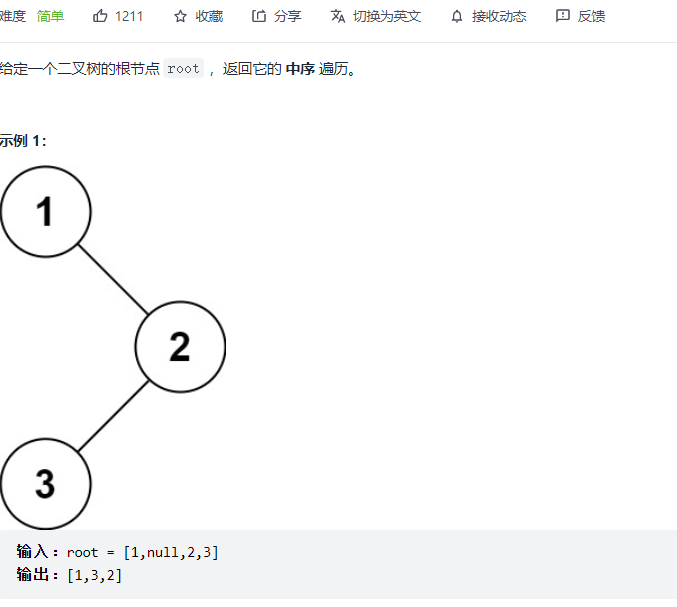 难度 简单 1211 收藏 分享 切换为英文 接收动态 反馈
给定一个二叉树的根节点 root ，返回它的 中序 遍历。
示例 1：
1
2
3
输入：root = [1,null,2,3]
输出：[1,3,2]